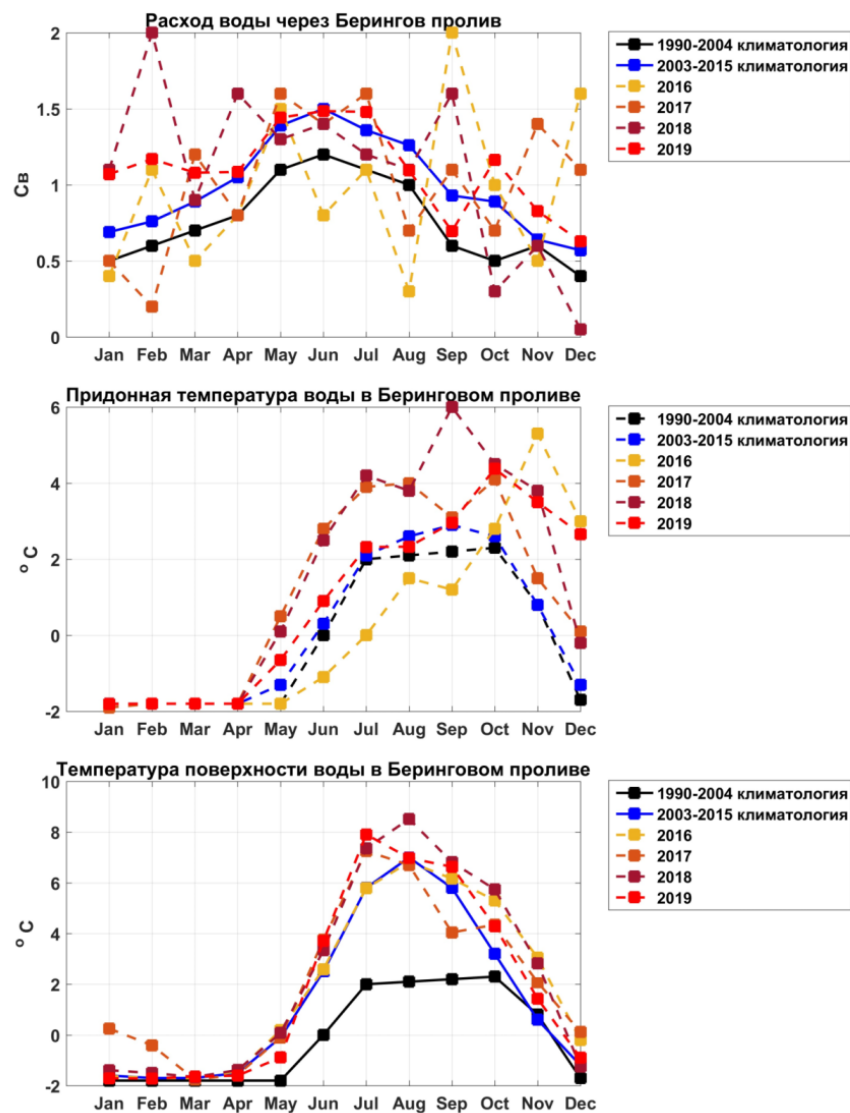 Расход воды через Берингов пролив
2
1.5
1
0.5
0
Св
Jan Feb Mar Apr May Jun Jul Aug Sep Oct Nov Dec
1990-2004 климатология
2003-2015 климатология
2016
2017
2018
2019
Придонная температура воды в Беринговом проливе
6
4
2
0
-2
º C
Jan Feb Mar Apr May Jun Jul Aug Sep Oct Nov Dec
1990-2004 климатология
2003-2015 климатология
2016
2017
2018
2019
Температура поверхности воды в Беринговом проливе
10
8
6
4
2
0
-2
º C
Jan Feb Mar Apr May Jun Jul Aug Sep Oct Nov Dec
1990-2004 климатология
2003-2015 климатология
2016
2017
2018
2019